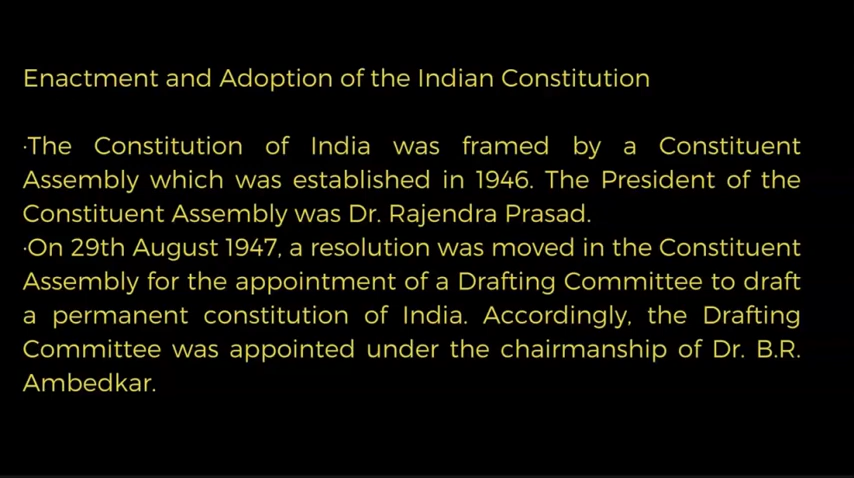 Enactment and Adoption of the Indian Constitution
·The Constitution of India was framed by a Constituent
Assembly which was established in 1946. The President of the
Constituent Assembly was Dr. Rajendra Prasad.
·On 29th August 1947, a resolution was moved in the Constituent
Assembly for the appointment of a Drafting Committee to draft
a permanent constitution of India. Accordingly, the Drafting
Committee was appointed under the chairmanship of Dr. B.R.
Ambedkar.